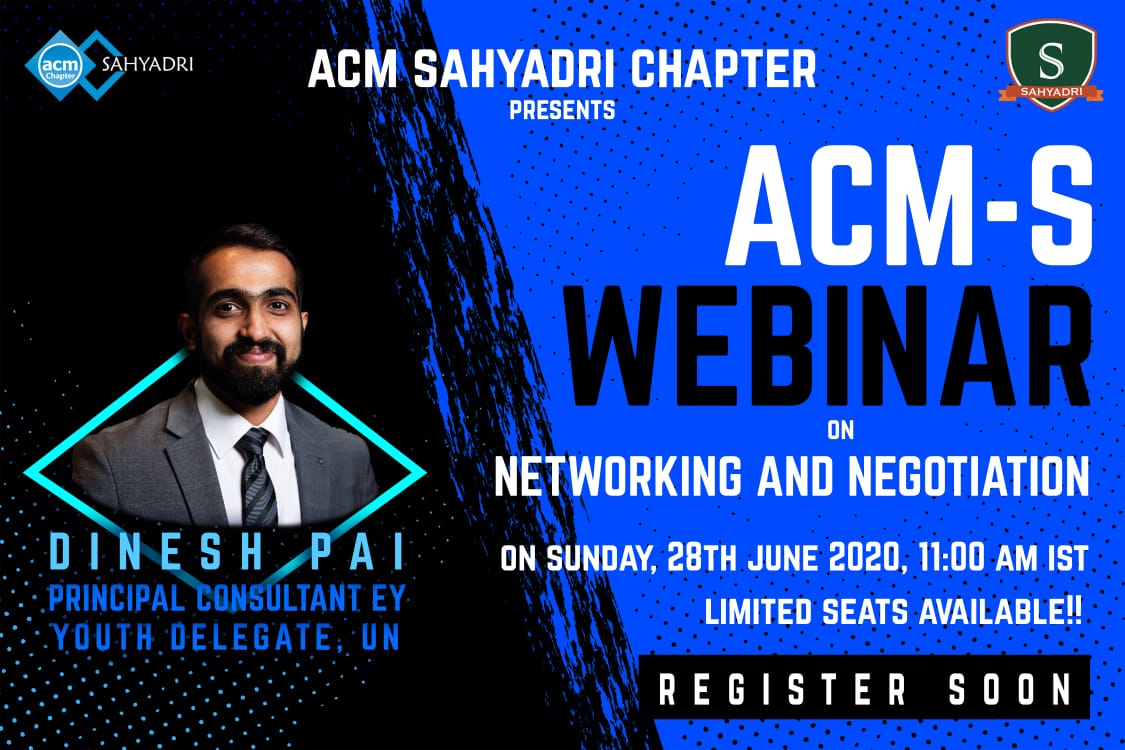 acm
Chapter
SAHYADRI
ACM SAHYADRI CHAPTER
PRESENTS
S
SAHYADRI
ACM-S
WEBINAR
ON
NETWORKING AND NEGOTIATION
ON SUNDAY, 28TH JUNE 2020, 11:00 AM IST
LIMITED SEATS AVAILABLE!!
REGISTER SOON
DINESH PAI
PRINCIPAL CONSULTANT EY
YOUTH DELEGATE, UN